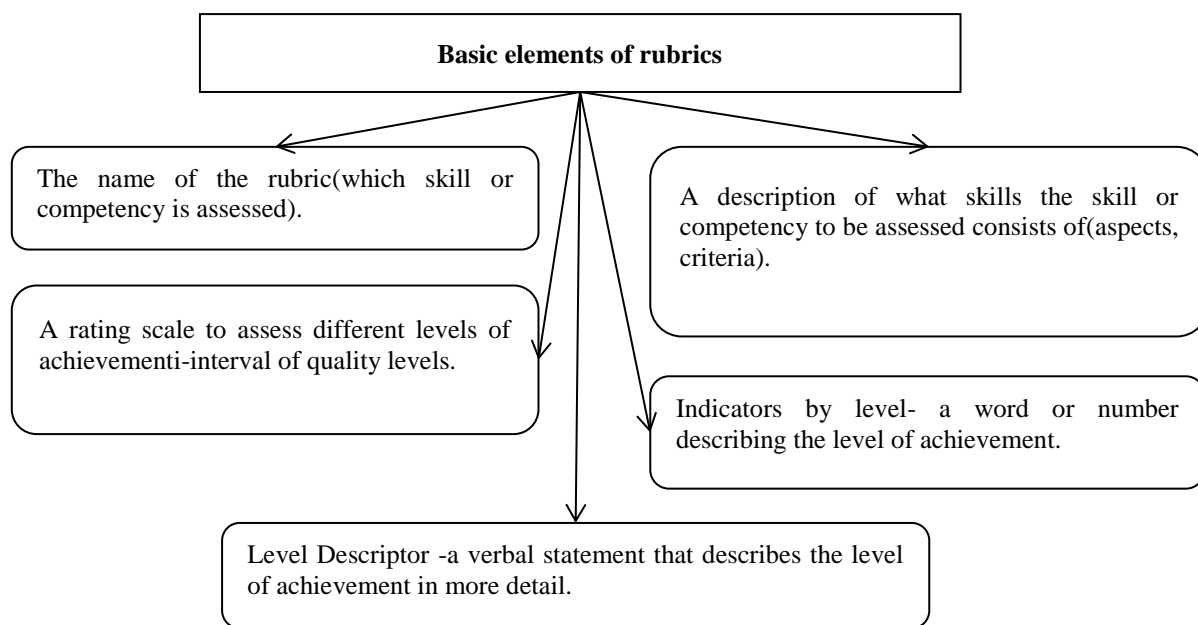 Basic elements of rubrics
The name of the rubric(which skill or
competency is assessed).
A description of what skills the skill or
competency to be assessed consists of(aspects,
criteria).
A rating scale to assess different levels of
achievementi-interval of quality levels.
Indicators by level- a word or number
describing the level of achievement.
Level Descriptor -a verbal statement that describes the level
of achievement in more detail.